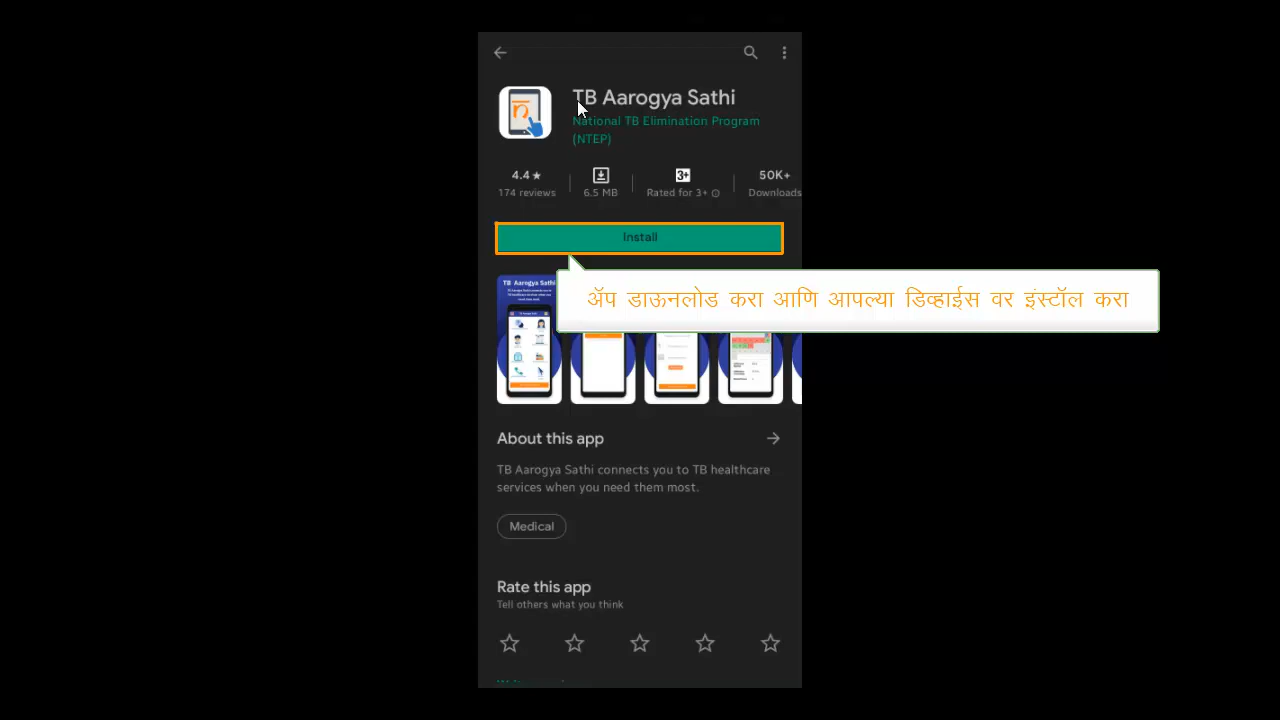 TB Aarogya Sathi
National TB Elimination Program
(NTEP)
4.4★
174 reviews
6.5 MB
3+
Rated for 3+
50K+
Downloads
Install
ॲप डाऊनलोड करा आणि आपल्या डिव्हाईस वर इंस्टॉल करा
TB Aarogya Sathi
About this app
TB Aarogya Sathi connects you to TB healthcare
services when you need them most.
Medical
Rate this app
Tell others what you think